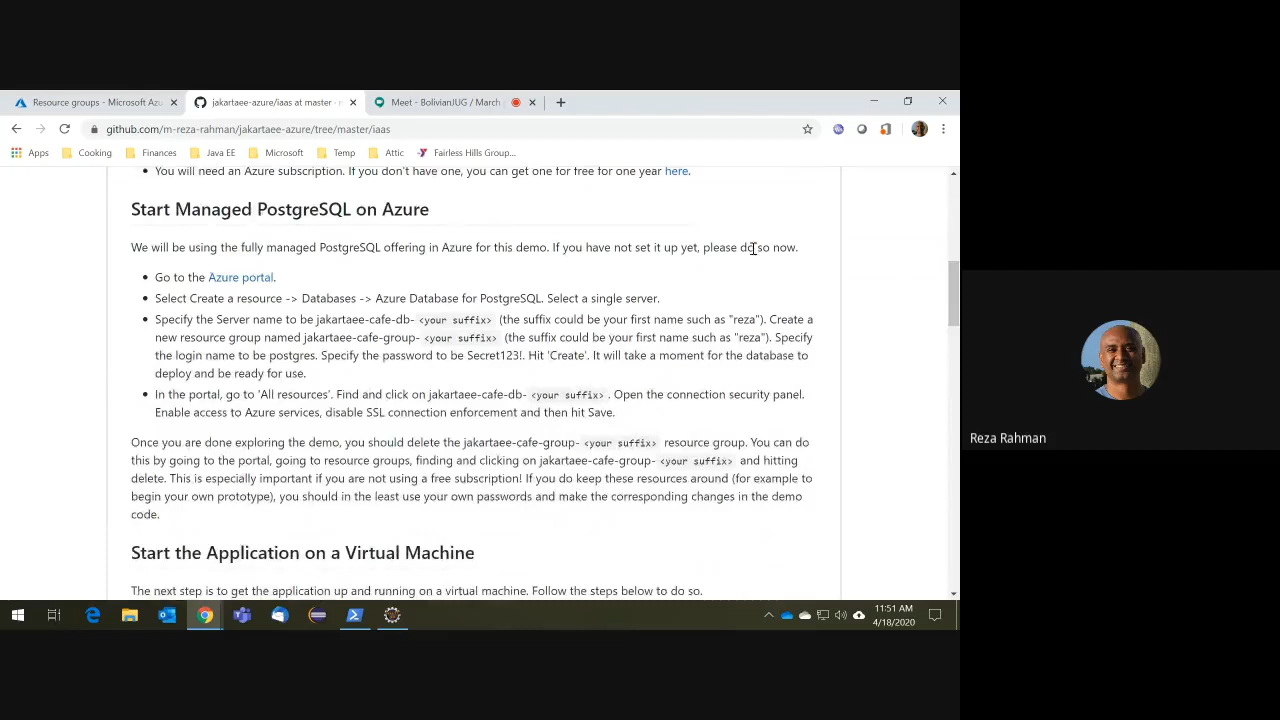 Resource groups - Microsoft Azu
jakartaee-azure/iaas at master · m
Meet - BolivianJUG / March
github.com/m-reza-rahman/jakartaee-azure/tree/master/iaas
Apps Cooking Finances Java EE Microsoft Temp Attic Fairless Hills Group...
You will need an Azure subscription. If you don't have one, you can get one for free for one year here.
Start Managed PostgreSQL on Azure
We will be using the fully managed PostgreSQL offering in Azure for this demo. If you have not set it up yet, please do so now.
Go to the Azure portal.
Select Create a resource -> Databases -> Azure Database for PostgreSQL. Select a single server.
Specify the Server name to be jakartaee-cafe-db- <your suffix> (the suffix could be your first name such as "reza"). Create a
new resource group named jakartaee-cafe-group- <your suffix> (the suffix could be your first name such as "reza"). Specify
the login name to be postgres. Specify the password to be Secret123!. Hit 'Create'. It will take a moment for the database to
deploy and be ready for use.
In the portal, go to 'All resources'. Find and click on jakartaee-cafe-db- <your suffix> . Open the connection security panel.
Enable access to Azure services, disable SSL connection enforcement and then hit Save.
Once you are done exploring the demo, you should delete the jakartaee-cafe-group- <your suffix> resource group. You can do
this by going to the portal, going to resource groups, finding and clicking on jakartaee-cafe-group- <your suffix> and hitting
delete. This is especially important if you are not using a free subscription! If you do keep these resources around (for example to
begin your own prototype), you should in the least use your own passwords and make the corresponding changes in the demo
code.
Start the Application on a Virtual Machine
The next step is to get the application up and running on a virtual machine. Follow the steps below to do so.
11:51 AM
4/18/2020
Reza Rahman